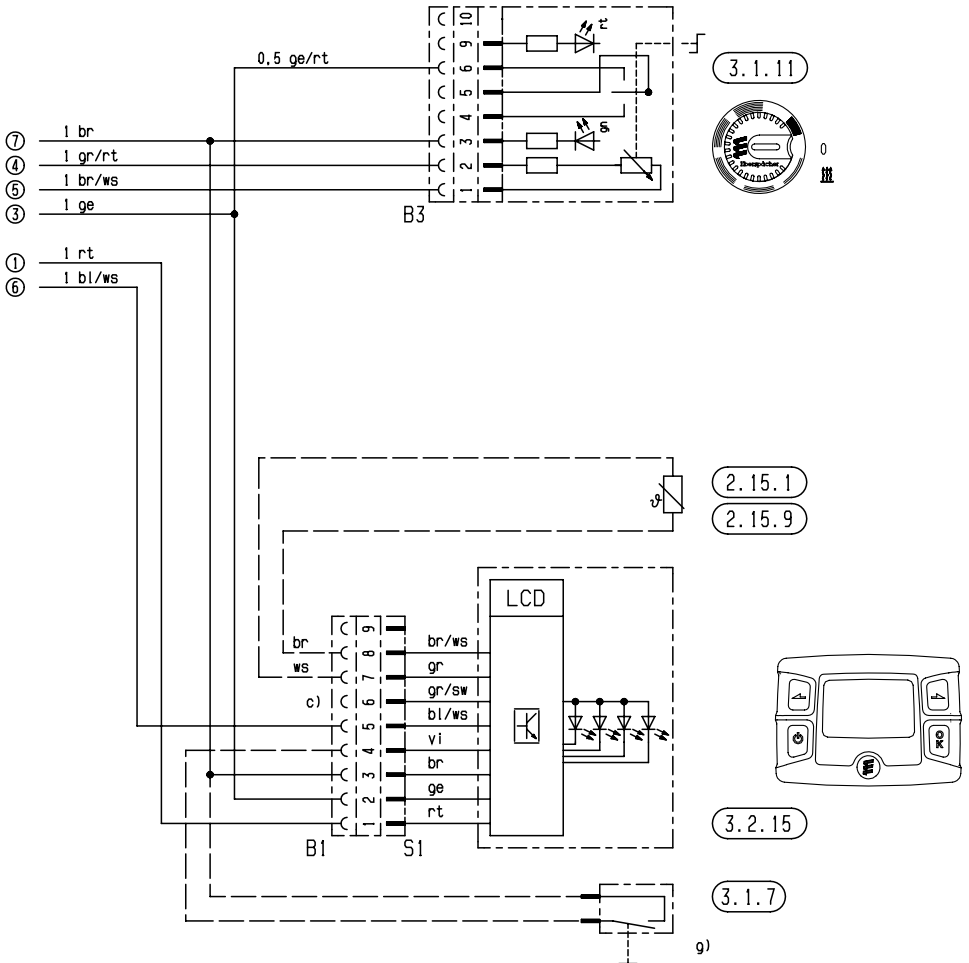 10
9
6
5
4
3
2
1
rt
gn
0,5 ge/rt
3.1.11
Eberspächer
0
7 1 br
4 1 gr/rt
5 1 br/ws
3 1 ge
B3
1 1 rt
6 1 bl/ws
2.15.1
2.15.9
ϑ
LCD
9
br 8 br/ws
ws 7 gr
c) 6 gr/sw
5 bl/ws
4 vi
3 br
2 ge
1 rt
B1 S1
OK
3.2.15
3.1.7
g)